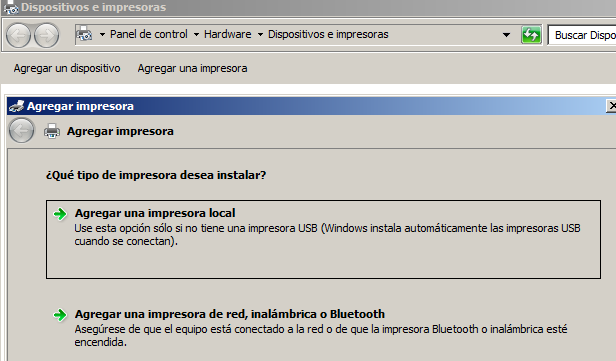 Dispositivos e impresoras
Panel de control Hardware Dispositivos e impresoras
Buscar Dispo
Agregar un dispositivo Agregar una impresora
Agregar impresora
Agregar impresora
¿Qué tipo de impresora desea instalar?
Agregar una impresora local
Use esta opción sólo si no tiene una impresora USB (Windows instala automáticamente las impresoras USB
cuando se conectan).
Agregar una impresora de red, inalámbrica o Bluetooth
Asegúrese de que el equipo está conectado a la red o de que la impresora Bluetooth o inalámbrica esté
encendida.